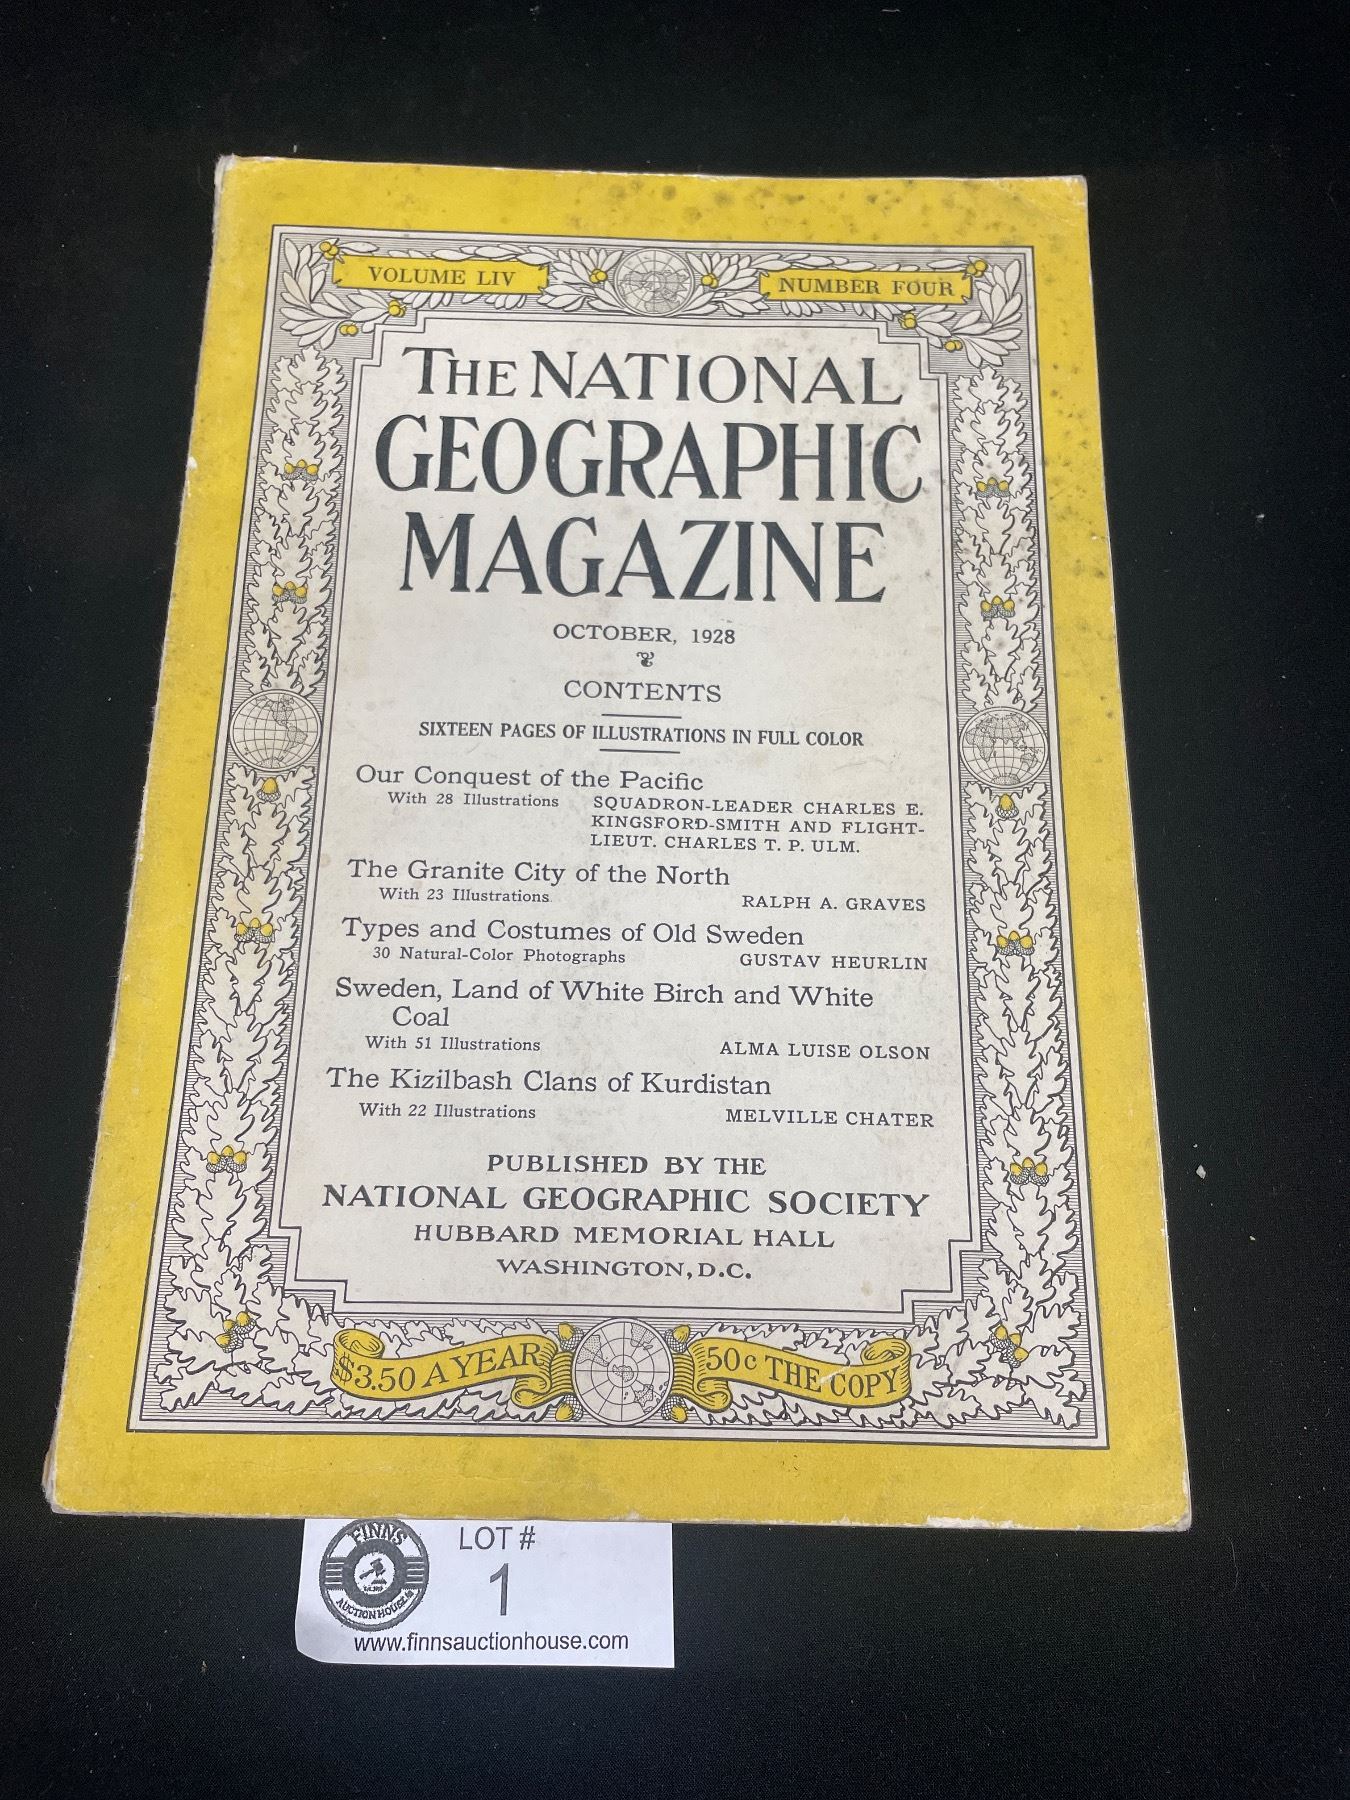 VOLUME LIV
NUMBER FOUR
THE NATIONAL
GEOGRAPHIC
MAGAZINE
OCTOBER, 1928
CONTENTS
SIXTEEN PAGES OF ILLUSTRATIONS IN FULL COLOR
Our Conquest of the Pacific
With 28 Illustrations SQUADRON-LEADER CHARLES E.
KINGSFORD-SMITH AND FLIGHT-
LIEUT. CHARLES T. P. ULM.
The Granite City of the North
With 23 Illustrations RALPH A. GRAVES
Types and Costumes of Old Sweden
30 Natural-Color Photographs GUSTAV HEURLIN
Sweden, Land of White Birch and White
Coal
With 51 Illustrations ALMA LUISE OLSON
The Kizilbash Clans of Kurdistan
With 22 Illustrations MELVILLE CHATER
PUBLISHED BY THE
NATIONAL GEOGRAPHIC SOCIETY
HUBBARD MEMORIAL HALL
WASHINGTON, D.C.
$3.50 A YEAR
50c THE COPY
FINNS
AUCTION HOUSE
LOT #
1
www.finnsauctionhouse.com